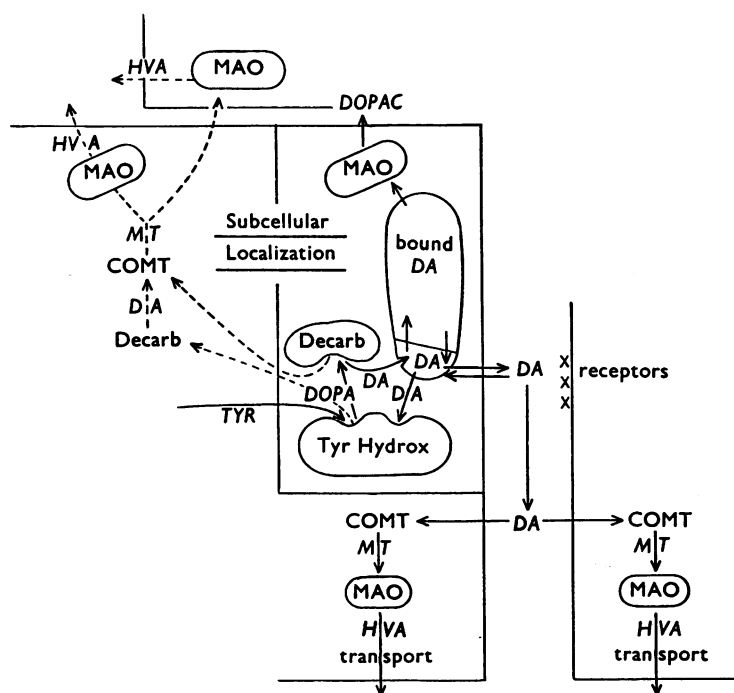 HVA
MAO
DOPAC
HVA
MAO
MAO
Subcellular
Localization
bound
DA
MT
COMT
DA
Decarb
Decarb
DA
DA
DA
receptors
X
X
X
DOPA
DA
TYR
Tyr Hydrox
COMT
DA
COMT
MT
MT
MAO
MAO
HVA
HVA
transport
transport